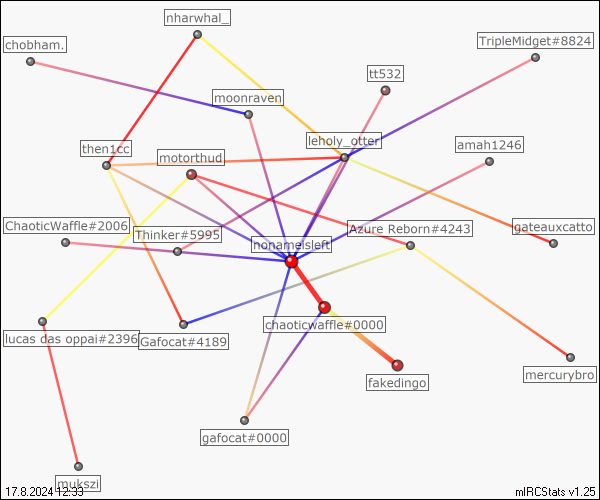 nharwhal_
chobham.
TripleMidget#8824
tt532
moonraven
leholy_otter
amah1246
then1cc
motorthud
ChaoticWaffle#2006
Thinker#5995
Azure Reborn#4243
gateauxcatto
nonameisleft
chaoticwaffle#0000
lucas das oppai#2396
Gafocat#4189
mercurybro
fakedingo
gafocat#0000
mukszi
17.8.2024 12:33
mIRCStats v1.25